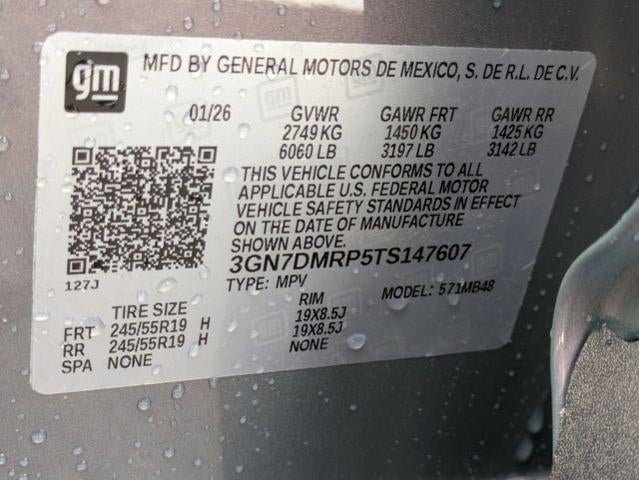 gm
MFD BY GENERAL MOTORS DE MEXICO, S. DE R.L. DE C.V.
01/26 GVWR GAWR FRT GAWR RR
2749 KG 1450 KG 1425 KG
6060 LB 3197 LB 3142 LB
THIS VEHICLE CONFORMS TO ALL
APPLICABLE U.S. FEDERAL MOTOR
VEHICLE SAFETY STANDARDS IN EFFECT
ON THE DATE OF MANUFACTURE
SHOWN ABOVE.
3GN7DMRP5TS147607
127J
TYPE: MPV MODEL: 571MB48
TIRE SIZE RIM
FRT 245/55R19 H 19X8.5J
RR 245/55R19 H 19X8.5J
SPA NONE NONE